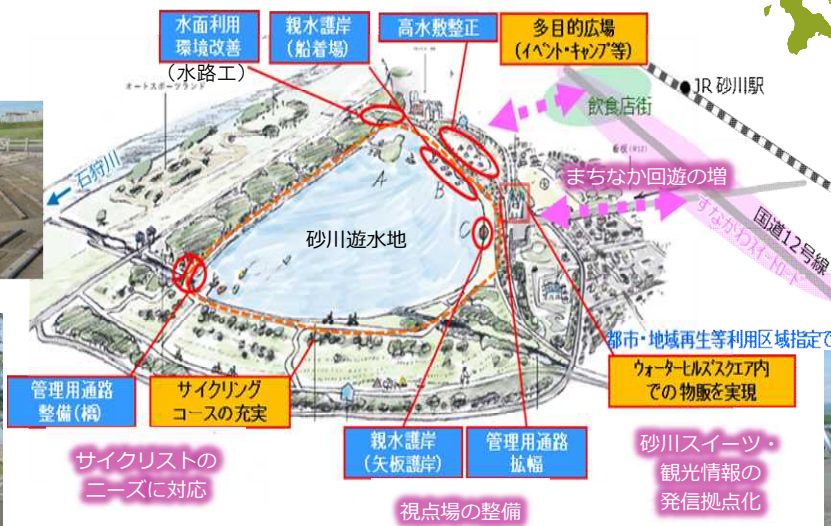 水面利用
環境改善
(水路工)
親水護岸
(船着場)
高水敷整正
多目的広場
(イベント・キャンプ等)
JR 砂川駅
飲食店街
オートスポーツランド
石狩川
まちなか回遊の増
国道12号線
すながわスイートロード
A
B
C
砂川遊水地
都市・地域再生等利用区域指定で
管理用通路
整備(橋)
サイクリング
コースの充実
ウォーターヒルズスクエア内
での物販を実現
親水護岸
(矢板護岸)
管理用通路
拡幅
サイクリストの
ニーズに対応
視点場の整備
砂川スイーツ・
観光情報の
発信拠点化